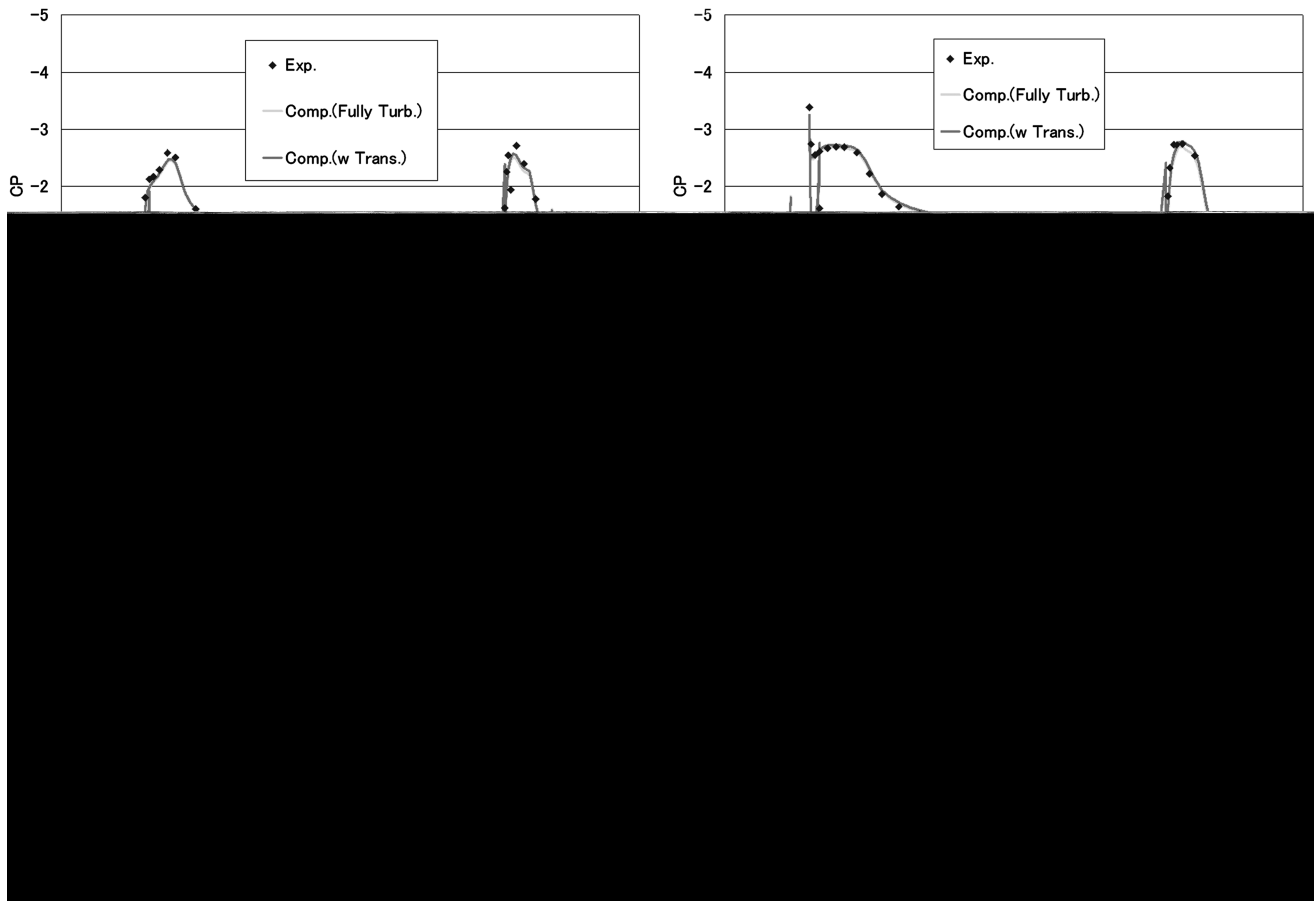 -5
-4
-3
-2
CP
Exp.
Comp.(Fully Turb.)
Comp.(w Trans.)
-5
-4
-3
-2
CP
Exp.
Comp.(Fully Turb.)
Comp.(w Trans.)